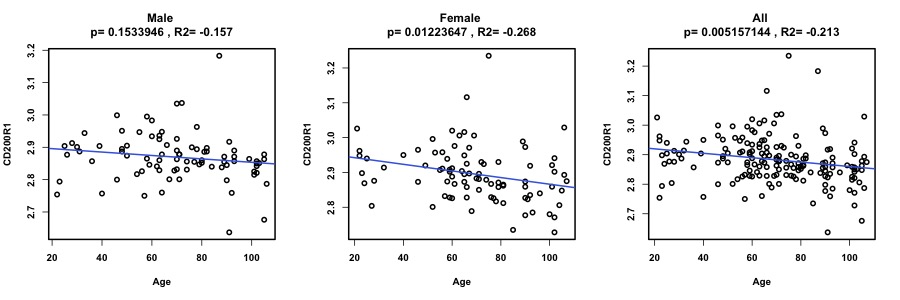 Male
p= 0.1533946 , R2= -0.157
3.2
3.1
3.0
2.9
2.8
2.7
CD200R1
20 40 60 80 100
Age
Female
p= 0.01223647 , R2= -0.268
3.2
3.1
3.0
2.9
2.8
CD200R1
20 40 60 80 100
Age
All
p= 0.005157144 , R2= -0.213
3.2
3.1
3.0
2.9
2.8
2.7
CD200R1
20 40 60 80 100
Age